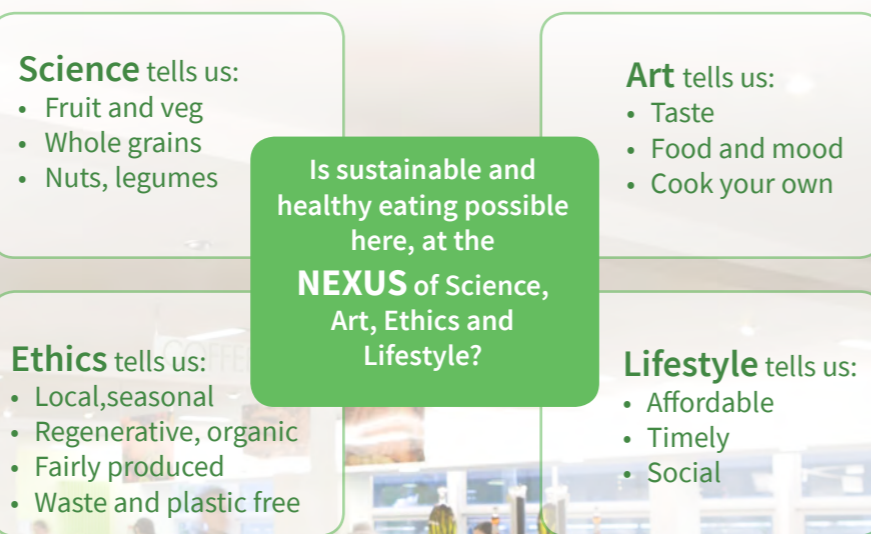 Science tells us:
• Fruit and veg
• Whole grains
• Nuts, legumes
Art tells us:
• Taste
• Food and mood
• Cook your own
Is sustainable and
healthy eating possible
here, at the
NEXUS of Science,
Art, Ethics and
Lifestyle?
Ethics tells us:
• Local,seasonal
• Regenerative, organic
• Fairly produced
• Waste and plastic free
Lifestyle tells us:
• Affordable
• Timely
• Social